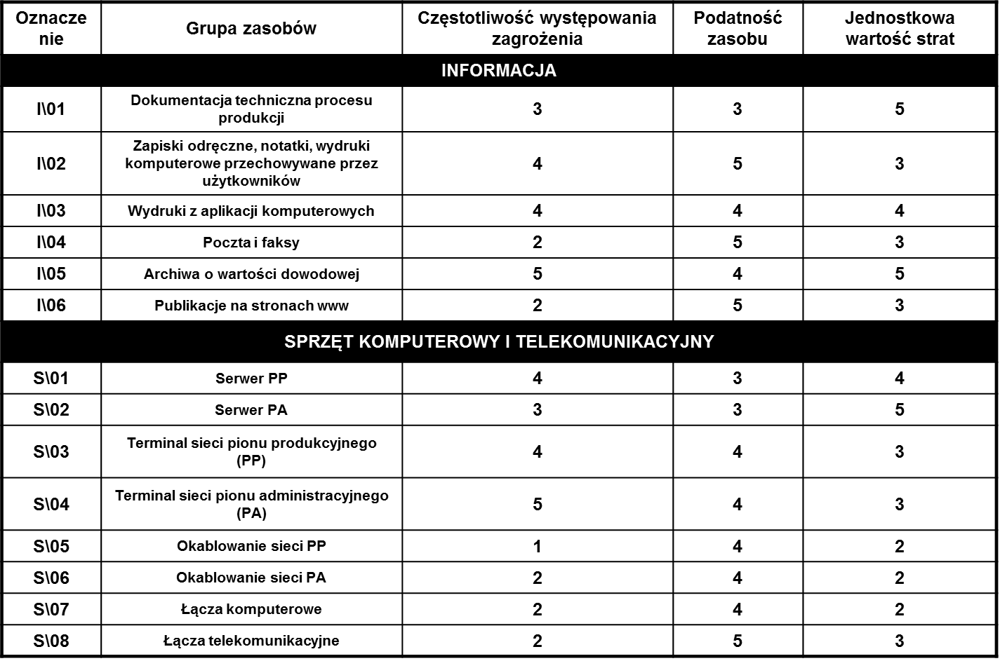 Oznacze
nie
Grupa zasobów
Częstotliwość występowania
zagrożenia
Podatność
zasobu
Jednostkowa
wartość strat
INFORMACJA
I\01
Dokumentacja techniczna procesu
produkcji
3
3
5
I\02
Zapiski odręczne, notatki, wydruki
komputerowe przechowywane przez
użytkowników
4
5
3
I\03
Wydruki z aplikacji komputerowych
4
4
4
I\04
Poczta i faksy
2
5
3
I\05
Archiwa o wartości dowodowej
5
4
5
I\06
Publikacje na stronach www
2
5
3
SPRZĘT KOMPUTEROWY I TELEKOMUNIKACYJNY
S\01
Serwer PP
4
3
4
S\02
Serwer PA
3
3
5
S\03
Terminal sieci pionu produkcyjnego
(PP)
4
4
3
S\04
Terminal sieci pionu administracyjnego
(PA)
5
4
3
S\05
Okablowanie sieci PP
1
4
2
S\06
Okablowanie sieci PA
2
4
2
S\07
Łącza komputerowe
2
4
2
S\08
Łącza telekomunikacyjne
2
5
3